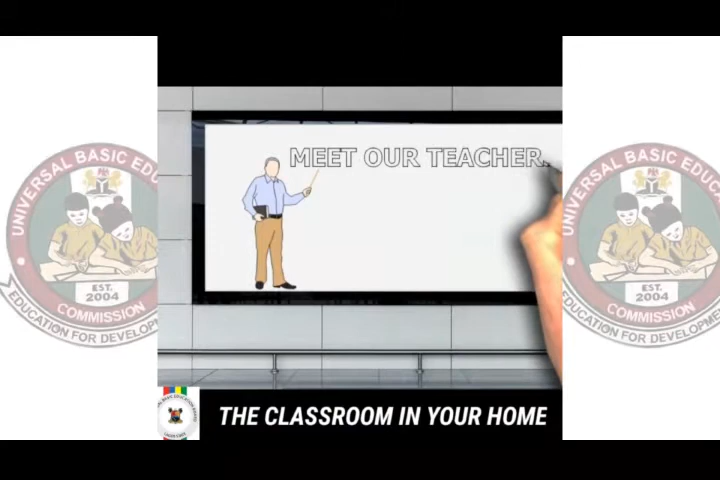 MEET OUR TEACHER.
UNIVERSAL BASIC EDU
EST.
2004
COMMISSION
EDUCATION FOR DEVELOPM
UNIVERSAL BASIC EDUC
EST.
2004
COMMISSION
EDUCATION FOR DEVELOPM
THE CLASSROOM IN YOUR HOME